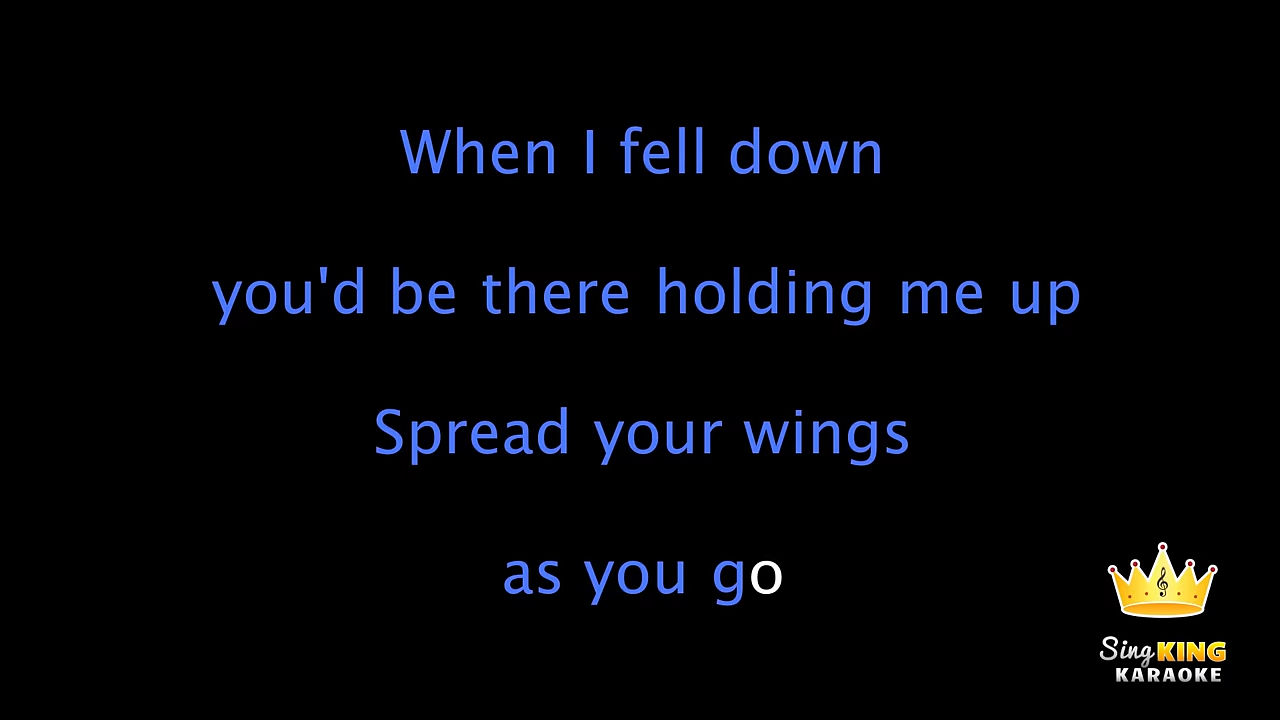 When I fell down
you'd be there holding me up
Spread your wings
as you go
Sing KING
KARAOKE